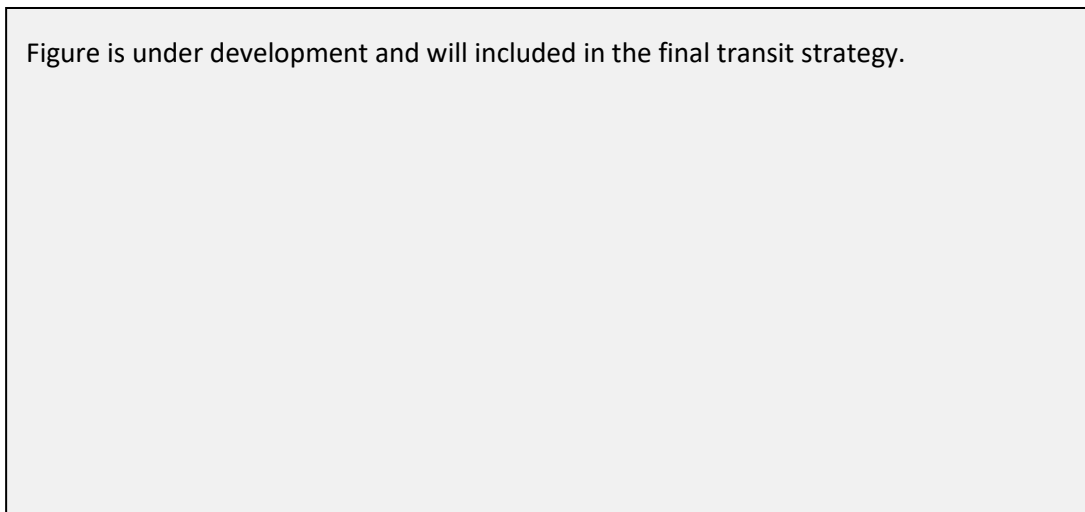 Figure is under development and will included in the final transit strategy.